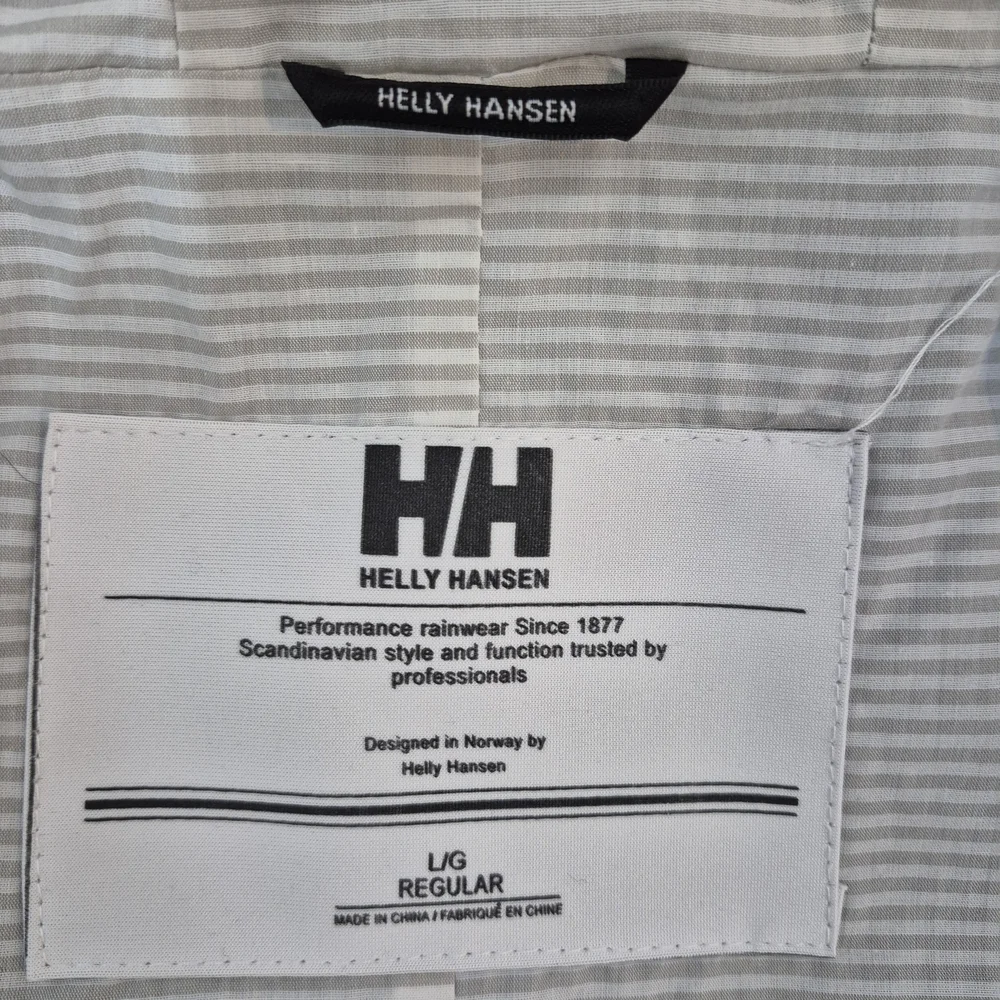 HELLY HANSEN
HH
HELLY HANSEN
Performance rainwear Since 1877
Scandinavian style and function trusted by
professionals
Designed in Norway by
Helly Hansen
L/G
REGULAR
MADE IN CHINA / FABRIQUÉ EN CHINE